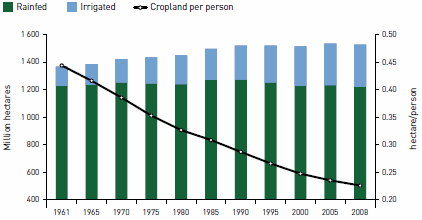 Rainfed Irrigated Cropland per person
1 600 0.50
1 400 0.45
1 200 0.40
1 000 0.35
800 0.30
600 0.25
400 0.20
Million hectares
hectare/person
1961 1965 1970 1975 1980 1985 1990 1995 2000 2005 2008